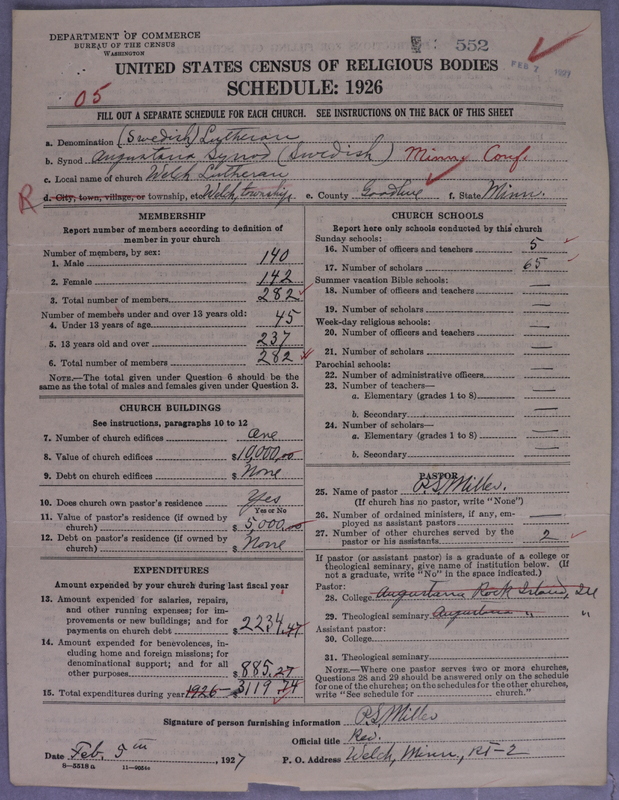 DEPARTMENT OF COMMERCE
BUREAU OF THE CENSUS
WASHINGTON
552
FEB 7 1927
UNITED STATES CENSUS OF RELIGIOUS BODIES
SCHEDULE: 1926
05
FILL OUT A SEPARATE SCHEDULE FOR EACH CHURCH. SEE INSTRUCTIONS ON THE BACK OF THIS SHEET
a. Denomination (Swedish) Lutheran
b. Synod Augustana Synod (Swedish) Minn. Conf.
c. Local name of church Welch Lutheran
R d. City, town, village, or township, etc. Welch, township e. County Goodhue f. State Minn.
MEMBERSHIP
Report number of members according to definition of member in your church
Number of members, by sex:
1. Male 140
2. Female 142
3. Total number of members 282
Number of members under and over 13 years old:
4. Under 13 years of age 45
5. 13 years old and over 237
6. Total number of members 282
NOTE.—The total given under Question 6 should be the same as the total of males and females given under Question 3.
CHURCH BUILDINGS
See instructions, paragraphs 10 to 12
7. Number of church edifices One
8. Value of church edifices $10,000.00
9. Debt on church edifices $ None
10. Does church own pastor's residence Yes
Yes or No
11. Value of pastor's residence (if owned by church) $5,000.00
12. Debt on pastor's residence (if owned by church) $ None
EXPENDITURES
Amount expended by your church during last fiscal year
13. Amount expended for salaries, repairs, and other running expenses; for improvements or new buildings; and for payments on church debt $2234.47
14. Amount expended for benevolences, including home and foreign missions; for denominational support; and for all other purposes $885.27
15. Total expenditures during year 1926 $3119.74
CHURCH SCHOOLS
Report here only schools conducted by this church
Sunday schools:
16. Number of officers and teachers 5
17. Number of scholars 65
Summer vacation Bible schools:
18. Number of officers and teachers —
19. Number of scholars —
Week-day religious schools:
20. Number of officers and teachers —
21. Number of scholars —
Parochial schools:
22. Number of administrative officers —
23. Number of teachers—
a. Elementary (grades 1 to 8) —
b. Secondary —
24. Number of scholars—
a. Elementary (grades 1 to 8) —
b. Secondary —
PASTOR
25. Name of pastor P.S. Miller.
(If church has no pastor, write "None")
26. Number of ordained ministers, if any, employed as assistant pastors —
27. Number of other churches served by the pastor or his assistants 2
If pastor (or assistant pastor) is a graduate of a college or theological seminary, give name of institution below. (If not a graduate, write "No" in the space indicated.)
Pastor:
28. College Augustana Rock Island, Ill
29. Theological seminary Augustana " "
Assistant pastor:
30. College
31. Theological seminary
NOTE.—Where one pastor serves two or more churches, Questions 28 and 29 should be answered only on the schedule for one of the churches; on the schedules for the other churches, write "See schedule for ........ church."
Signature of person furnishing information P.S. Miller
Official title Rev.
Date Feb. 5th, 1927 P. O. Address Welch, Minn., Rt-2
8—5518 a 11—9034a